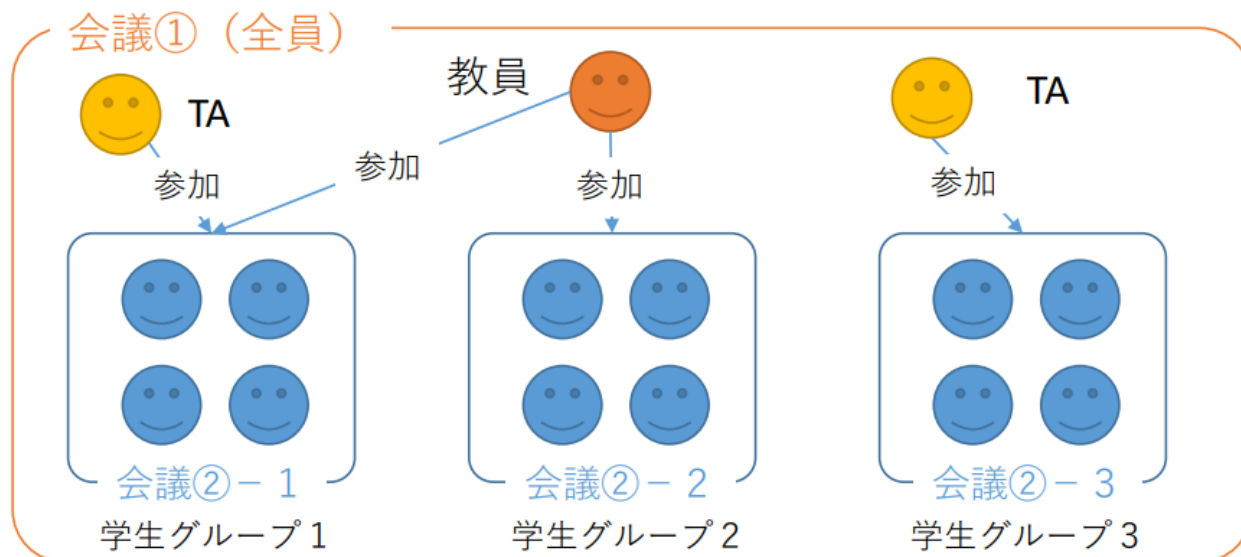 会議①（全員）
TA
教員
TA
参加
参加
参加
参加
会議②－１
会議②－２
会議②－３
学生グループ１
学生グループ２
学生グループ３